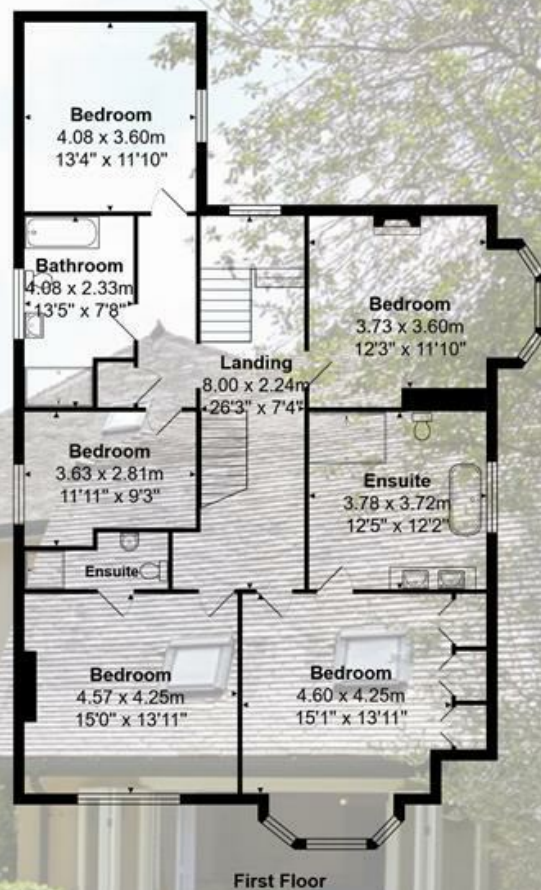 Bedroom
4.08 x 3.60m
13'4" x 11'10"
Bathroom
4.08 x 2.33m
13'5" x 7'8"
Bedroom
3.73 x 3.60m
12'3" x 11'10"
Landing
8.00 x 2.24m
26'3" x 7'4"
Bedroom
3.63 x 2.81m
11'11" x 9'3"
Ensuite
3.78 x 3.72m
12'5" x 12'2"
Ensuite
Bedroom
4.57 x 4.25m
15'0" x 13'11"
Bedroom
4.60 x 4.25m
15'1" x 13'11"
First Floor